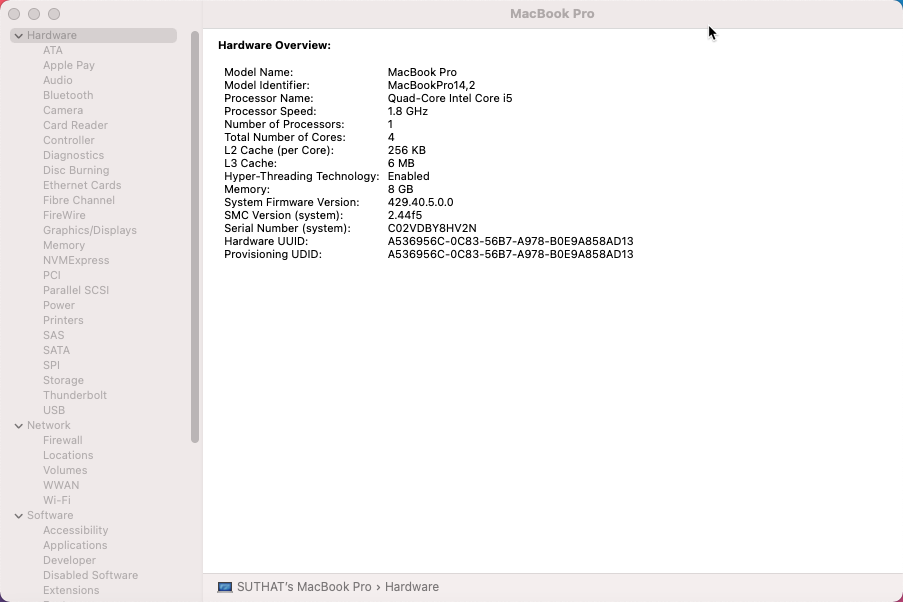 MacBook Pro
Hardware
ATA
Apple Pay
Audio
Bluetooth
Camera
Card Reader
Controller
Diagnostics
Disc Burning
Ethernet Cards
Fibre Channel
FireWire
Graphics/Displays
Memory
NVMExpress
PCI
Parallel SCSI
Power
Printers
SAS
SATA
SPI
Storage
Thunderbolt
USB
Network
Firewall
Locations
Volumes
WWAN
Wi-Fi
Software
Accessibility
Applications
Developer
Disabled Software
Extensions
Hardware Overview:
Model Name: MacBook Pro
Model Identifier: MacBookPro14,2
Processor Name: Quad-Core Intel Core i5
Processor Speed: 1.8 GHz
Number of Processors: 1
Total Number of Cores: 4
L2 Cache (per Core): 256 KB
L3 Cache: 6 MB
Hyper-Threading Technology: Enabled
Memory: 8 GB
System Firmware Version: 429.40.5.0.0
SMC Version (system): 2.44f5
Serial Number (system): C02VDBY8HV2N
Hardware UUID: A536956C-0C83-56B7-A978-B0E9A858AD13
Provisioning UDID: A536956C-0C83-56B7-A978-B0E9A858AD13
SUTHAT’s MacBook Pro › Hardware